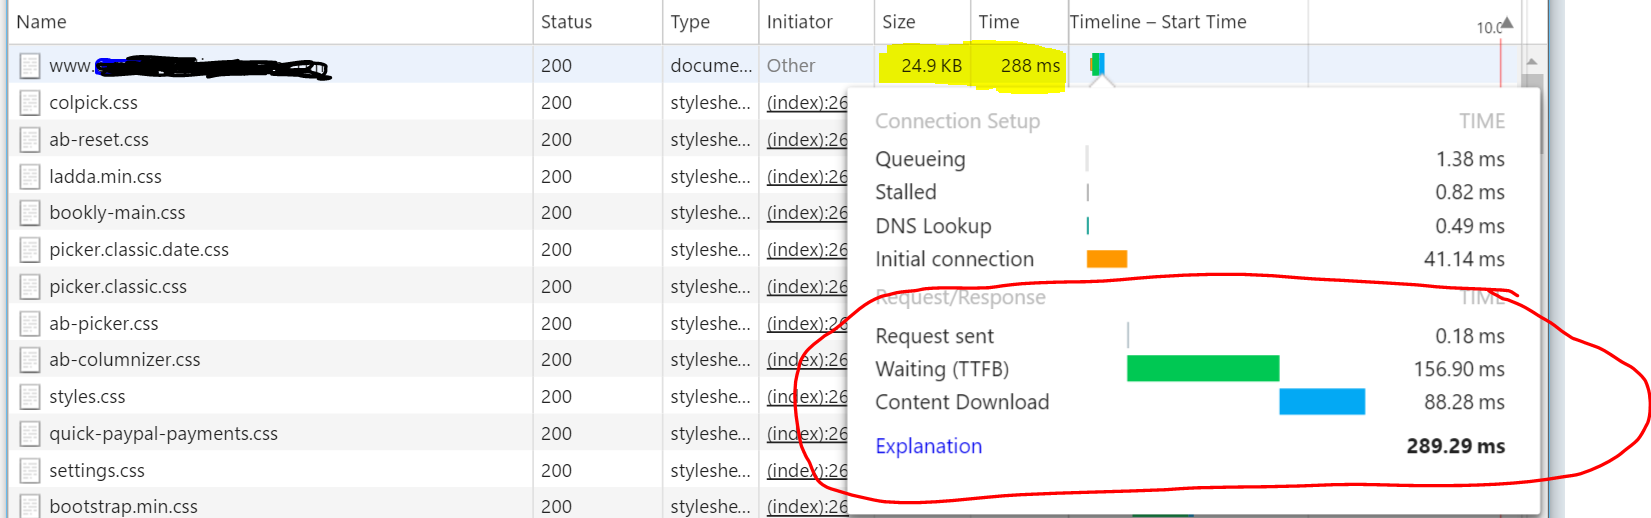 Name Status Type Initiator Size Time Timeline – Start Time
10.0
www. 200 docume... Other 24.9 KB 288 ms
colpick.css 200 styleshe... (index):26
Connection Setup TIME
ab-reset.css 200 styleshe... (index):26
Queueing 1.38 ms
ladda.min.css 200 styleshe... (index):26
Stalled 0.82 ms
bookly-main.css 200 styleshe... (index):26
DNS Lookup 0.49 ms
picker.classic.date.css 200 styleshe... (index):26
Initial connection 41.14 ms
picker.classic.css 200 styleshe... (index):26
Request/Response TIME
ab-picker.css 200 styleshe... (index):26
Request sent 0.18 ms
ab-columnizer.css 200 styleshe... (index):26
Waiting (TTFB) 156.90 ms
styles.css 200 styleshe... (index):26
Content Download 88.28 ms
quick-paypal-payments.css 200 styleshe... (index):26
Explanation 289.29 ms
settings.css 200 styleshe... (index):26
bootstrap.min.css 200 styleshe... (index):26